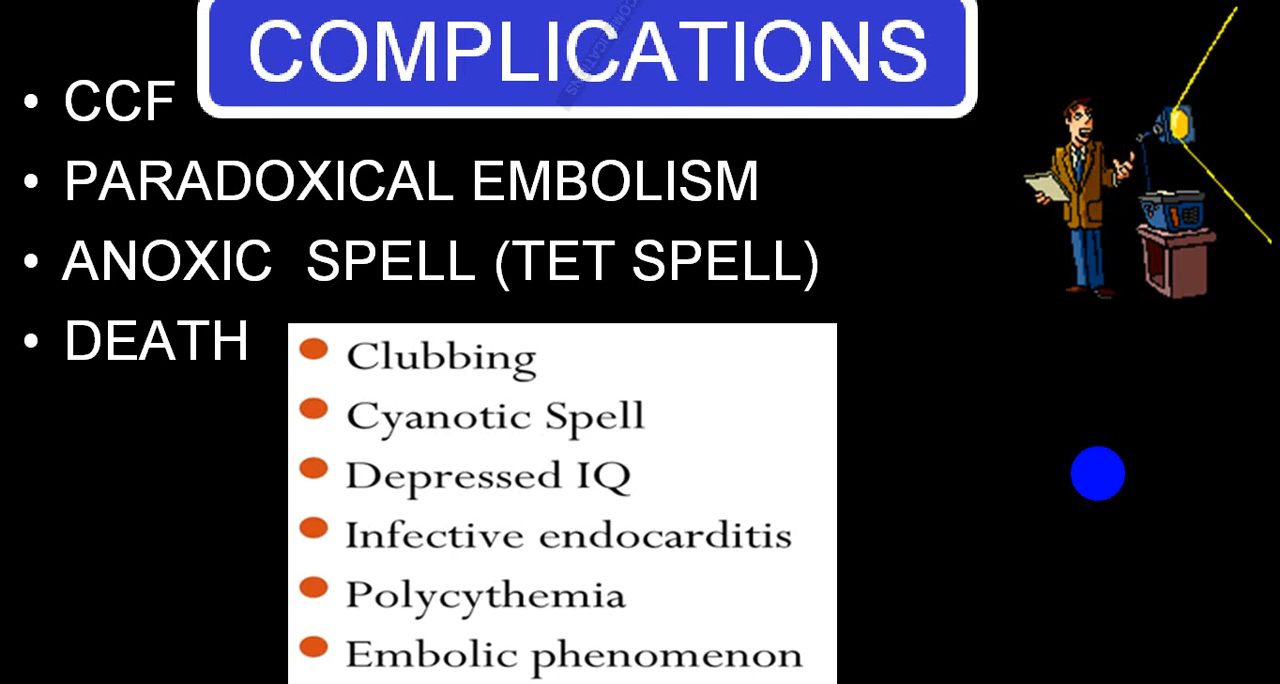 COMPLICATIONS
• CCF
• PARADOXICAL EMBOLISM
• ANOXIC SPELL (TET SPELL)
• DEATH
• Clubbing
• Cyanotic Spell
• Depressed IQ
• Infective endocarditis
• Polycythemia
• Embolic phenomenon